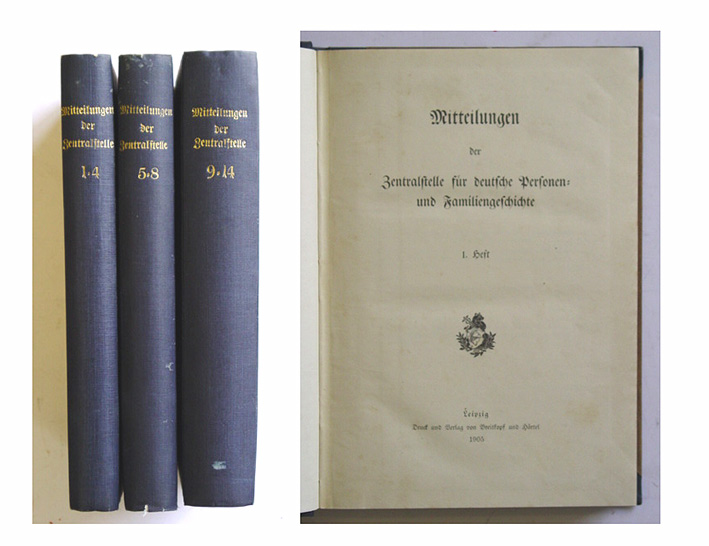 Mitteilungen
der
Zentralstelle
1-4
Mitteilungen
der
Zentralstelle
5-8
Mitteilungen
der
Zentralstelle
9-14
Mitteilungen
der
Zentralstelle für deutsche Personen-
und Familiengeschichte
1. Heft
Leipzig
Druck und Verlag von Breitkopf und Härtel
1905